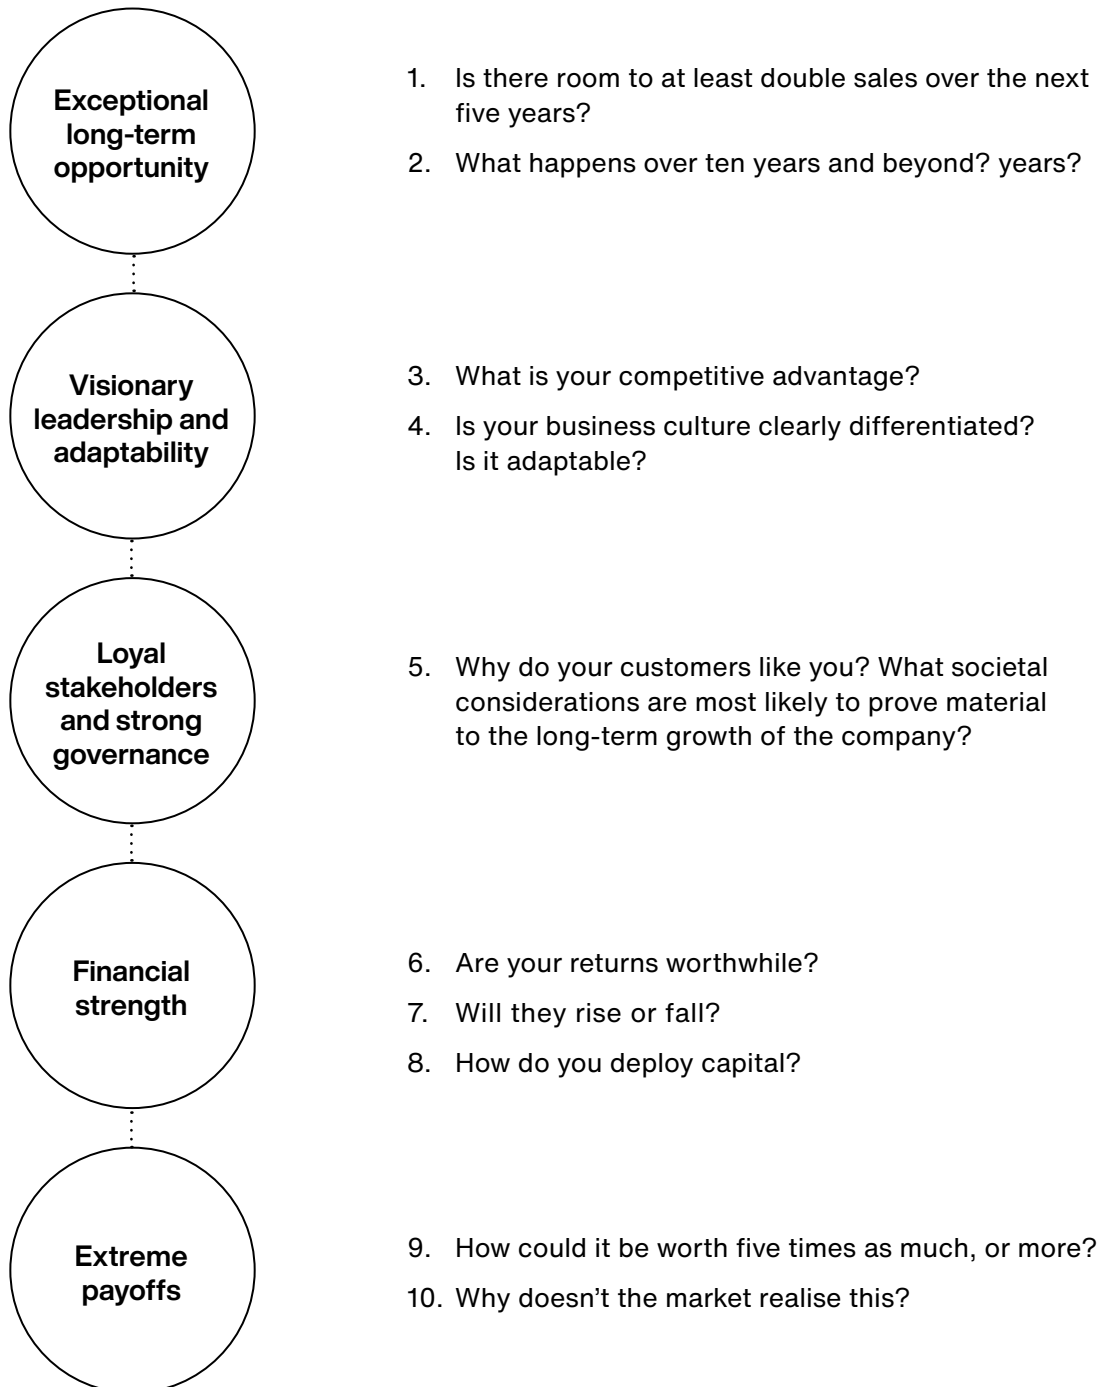 Exceptional
long-term
opportunity
1. Is there room to at least double sales over the next
five years?
2. What happens over ten years and beyond? years?
Visionary
leadership and
adaptability
3. What is your competitive advantage?
4. Is your business culture clearly differentiated?
Is it adaptable?
Loyal
stakeholders
and strong
governance
5. Why do your customers like you? What societal
considerations are most likely to prove material
to the long-term growth of the company?
Financial
strength
6. Are your returns worthwhile?
7. Will they rise or fall?
8. How do you deploy capital?
Extreme
payoffs
9. How could it be worth five times as much, or more?
10. Why doesn't the market realise this?